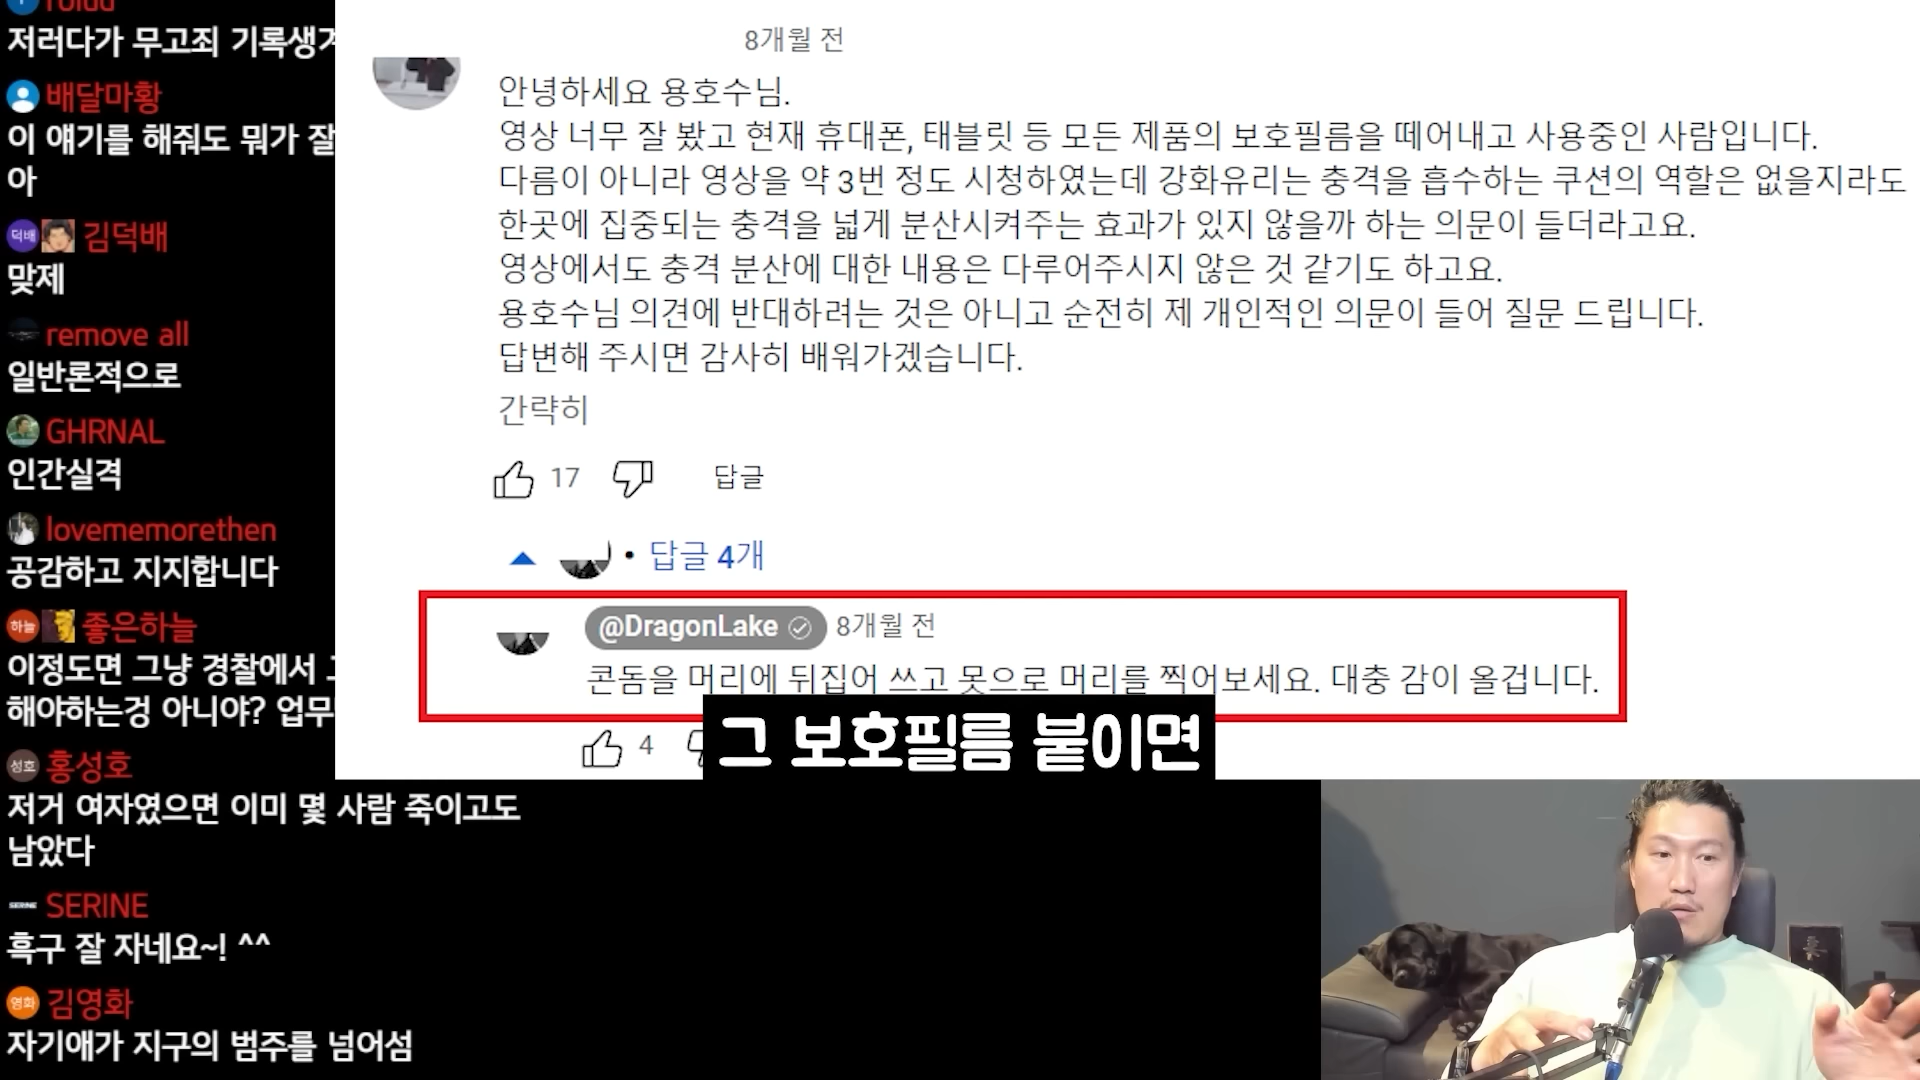 저러다가 무고죄 기록생겨
배달마황
이 얘기를 해줘도 뭐가 잘
아
덕배 김덕배
맞제
remove all
일반론적으로
GHRNAL
인간실격
lovememorethen
공감하고 지지합니다
하늘 좋은하늘
이정도면 그냥 경찰에서
해야하는겅 아니야? 업무
성호 홍성호
저거 여자였으면 이미 몇 사람 죽이고도
남았다
SERINE SERINE
흑구 잘 자네요~! ^^
영화 김영화
자기애가 지구의 범주를 넘어섬
8개월 전
안녕하세요 용호수님.
영상 너무 잘 봤고 현재 휴대폰, 태블릿 등 모든 제품의 보호필름을 떼어내고 사용중인 사람입니다.
다름이 아니라 영상을 약 3번 정도 시청하였는데 강화유리는 충격을 흡수하는 쿠션의 역할은 없을지라도
한곳에 집중되는 충격을 넓게 분산시켜주는 효과가 있지 않을까 하는 의문이 들더라고요.
영상에서도 충격 분산에 대한 내용은 다루어주시지 않은 것 같기도 하고요.
용호수님 의견에 반대하려는 것은 아니고 순전히 제 개인적인 의문이 들어 질문 드립니다.
답변해 주시면 감사히 배워가겠습니다.
간략히
17 답글
• 답글 4개
@DragonLake 8개월 전
콘돔을 머리에 뒤집어 쓰고 못으로 머리를 찍어보세요. 대충 감이 올겁니다.
4
그 보호필름 붙이면